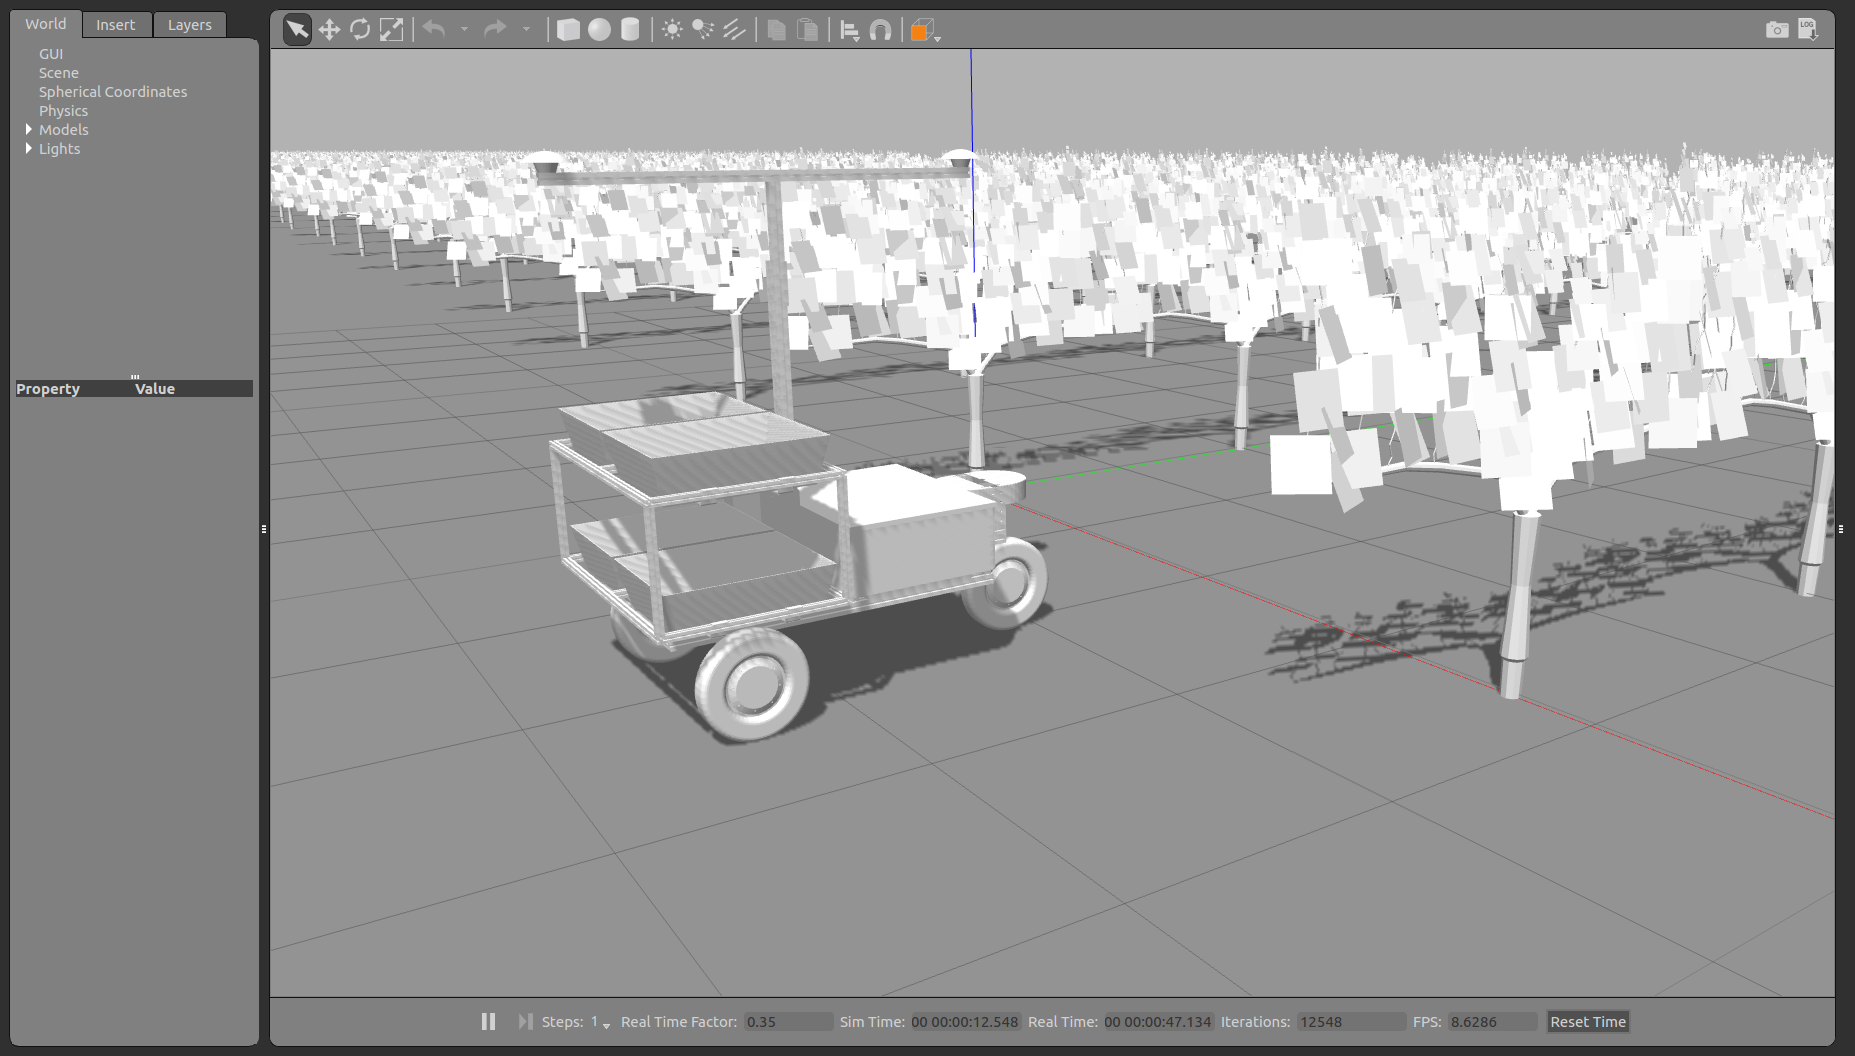 World Insert Layers
GUI
Scene
Spherical Coordinates
Physics
Models
Lights
Property Value
LOG
Steps: 1 Real Time Factor: 0.35 Sim Time: 00 00:00:12.548 Real Time: 00 00:00:47.134 Iterations: 12548 FPS: 8.6286 Reset Time